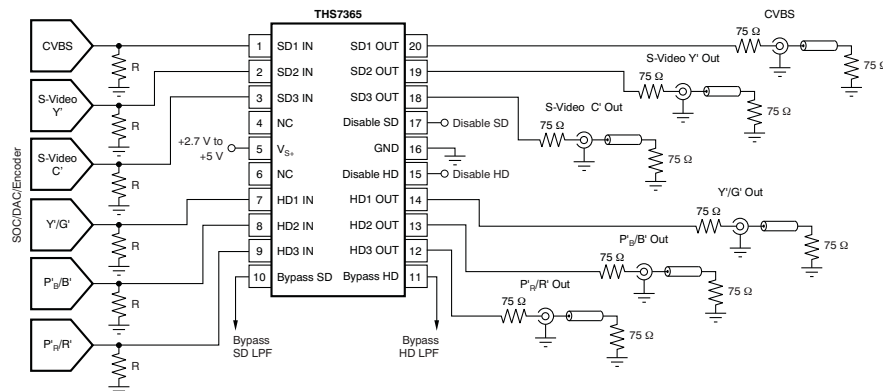 THS7365
CVBS
S-Video Y'
S-Video C'
Y'/G'
P'B/B'
P'R/R'
SOC/DAC/Encoder
R
R
R
R
R
R
+2.7 V to
+5 V
1 SD1 IN SD1 OUT 20
2 SD2 IN SD2 OUT 19
3 SD3 IN SD3 OUT 18
4 NC Disable SD 17
5 VS+ GND 16
6 NC Disable HD 15
7 HD1 IN HD1 OUT 14
8 HD2 IN HD2 OUT 13
9 HD3 IN HD3 OUT 12
10 Bypass SD Bypass HD 11
Bypass
SD LPF
Bypass
HD LPF
Disable SD
Disable HD
CVBS
75 Ω
75 Ω
S-Video Y' Out
75 Ω
75 Ω
S-Video
C' Out
75 Ω
75 Ω
Y'/G' Out
75 Ω
75 Ω
P'B/B' Out
75 Ω
75 Ω
P'R/R' Out
75 Ω
75 Ω